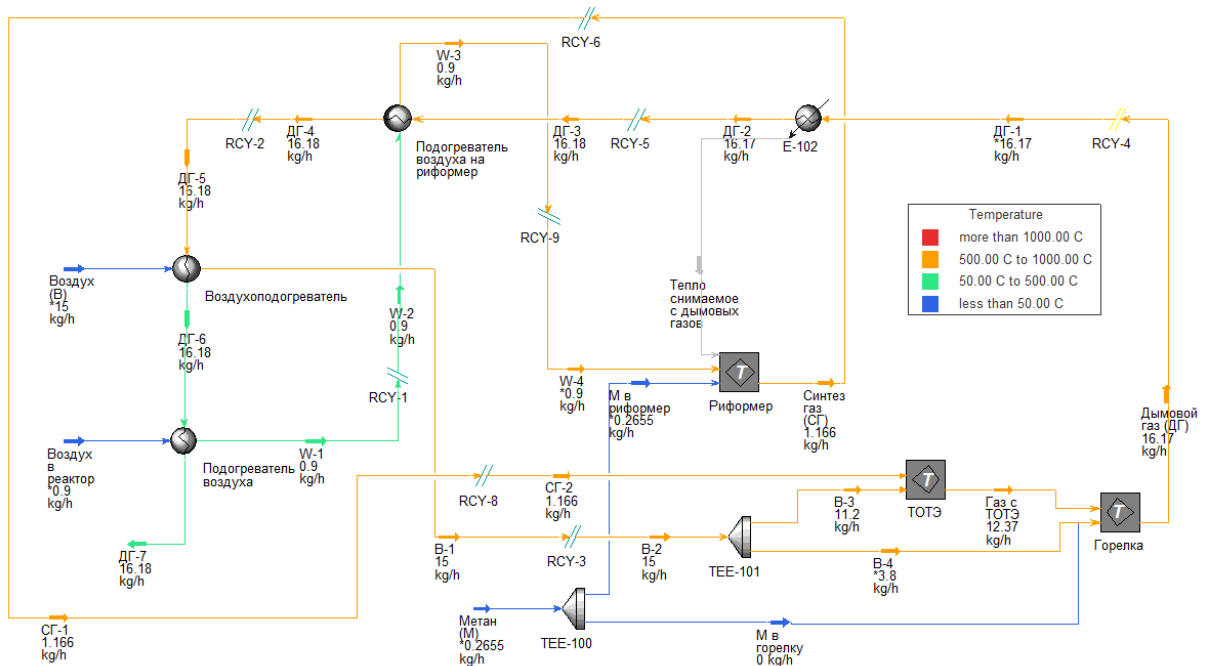 RCY-6
W-3
0.9
kg/h
RCY-2
ДГ-4
16.18
kg/h
Подогреватель
воздуха на
риформер
ДГ-3
16.18
kg/h
RCY-5
ДГ-2
16.17
kg/h
E-102
ДГ-1
*16.17
kg/h
RCY-4
ДГ-5
16.18
kg/h
RCY-9
Temperature
more than 1000.00 C
500.00 C to 1000.00 C
50.00 C to 500.00 C
less than 50.00 C
Воздух
(В)
*15
kg/h
Воздухоподогреватель
Тепло
снимаемое
с дымовых
газов
W-2
0.9
kg/h
ДГ-6
16.18
kg/h
RCY-1
W-4
*0.9
kg/h
М в
риформер
*0.2655
kg/h
Риформер
Синтез
газ
(СГ)
1.166
kg/h
Дымовой
газ (ДГ)
16.17
kg/h
Воздух
в
реактор
*0.9
kg/h
Подогреватель
воздуха
W-1
0.9
kg/h
RCY-8
СГ-2
1.166
kg/h
В-3
11.2
kg/h
ТОТЭ
Газ с
ТОТЭ
12.37
kg/h
Горелка
ДГ-7
16.18
kg/h
В-1
15
kg/h
RCY-3
В-2
15
kg/h
TEE-101
В-4
*3.8
kg/h
СГ-1
1.166
kg/h
Метан
(М)
*0.2655
kg/h
TEE-100
М в
горелку
0 kg/h
T
T
T